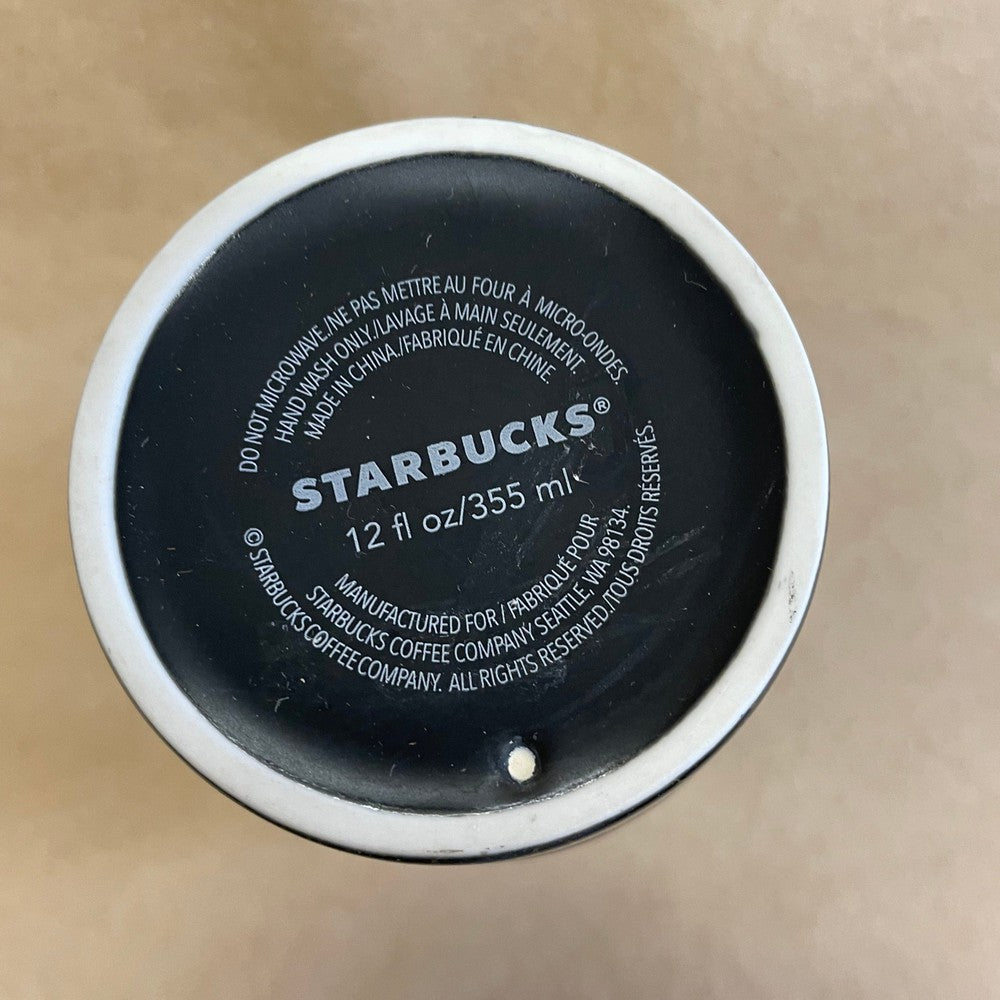 DO NOT MICROWAVE./NE PAS METTRE AU FOUR À MICRO-ONDES.
HAND WASH ONLY./LAVAGE À MAIN SEULEMENT.
MADE IN CHINA./FABRIQUÉ EN CHINE.
STARBUCKS®
12 fl oz/355 ml
MANUFACTURED FOR / FABRIQUÉ POUR
STARBUCKS COFFEE COMPANY SEATTLE, WA 98134.
© STARBUCKS COFFEE COMPANY. ALL RIGHTS RESERVED./TOUS DROITS RÉSERVÉS.